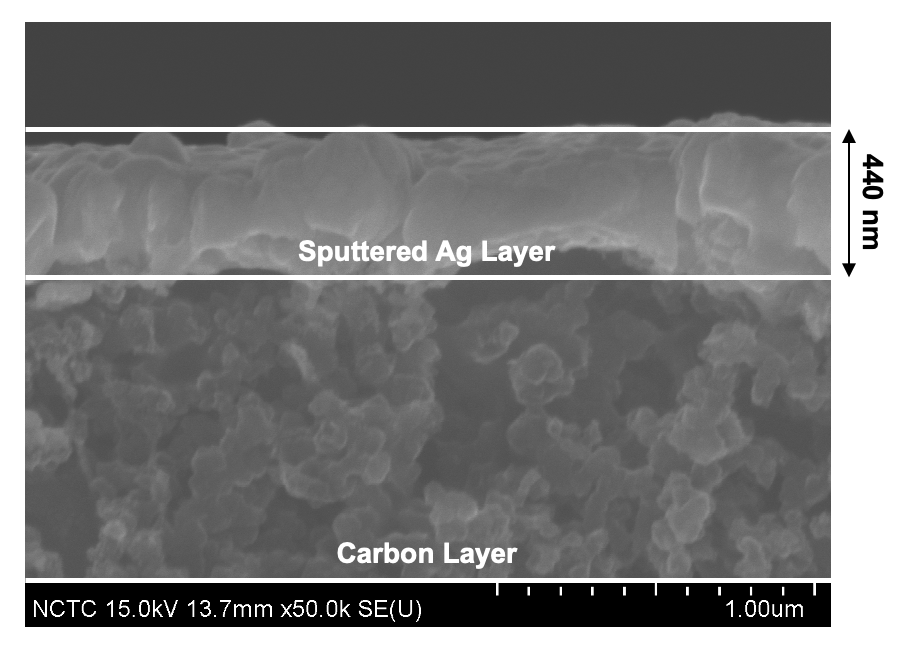 440 nm
Sputtered Ag Layer
Carbon Layer
NCTC 15.0kV 13.7mm x50.0k SE(U)
1.00um